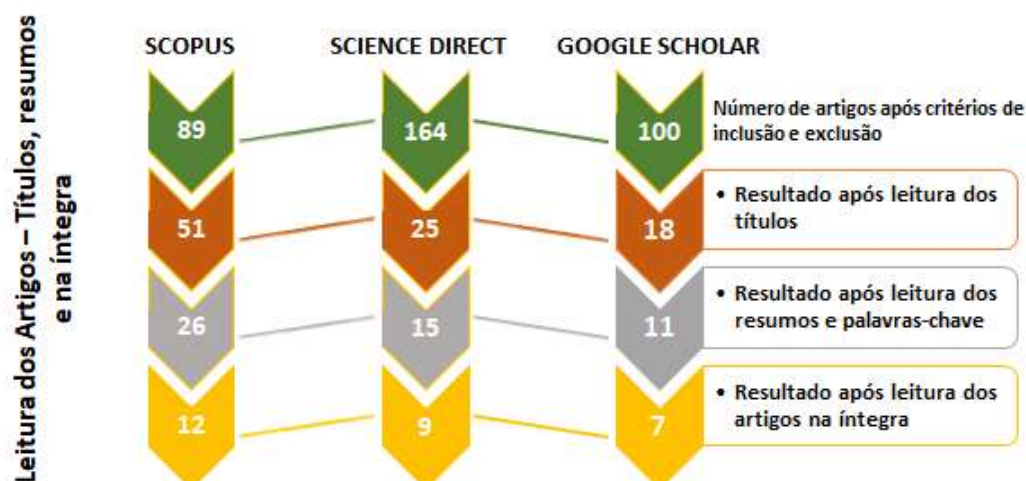 Leitura dos Artigos – Títulos, resumos
e na íntegra
SCOPUS
SCIENCE DIRECT
GOOGLE SCHOLAR
89
164
100
Número de artigos após critérios de
inclusão e exclusão
51
25
18
• Resultado após leitura dos
títulos
26
15
11
• Resultado após leitura dos
resumos e palavras-chave
12
9
7
• Resultado após leitura dos
artigos na íntegra